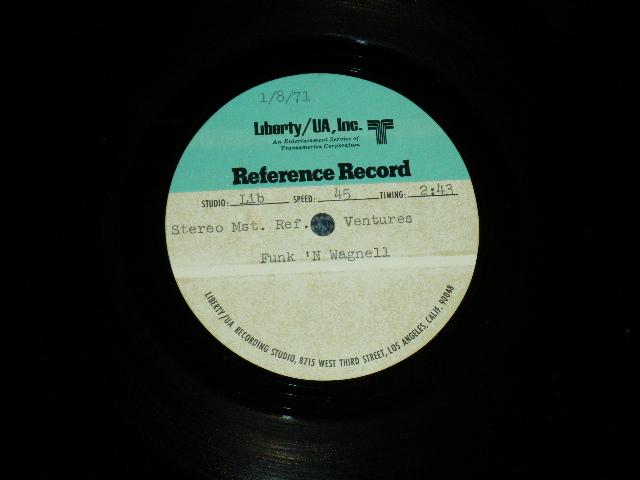 1/8/71
Liberty/UA, Inc.
An Entertainment Service of
Transamerica Corporation
Reference Record
STUDIO: Lib SPEED: 45 TIMING: 2:43
Stereo Mst. Ref. Ventures
Funk 'N Wagnell
LIBERTY/UA RECORDING STUDIO, 8715 WEST THIRD STREET, LOS ANGELES, CALIF. 90048